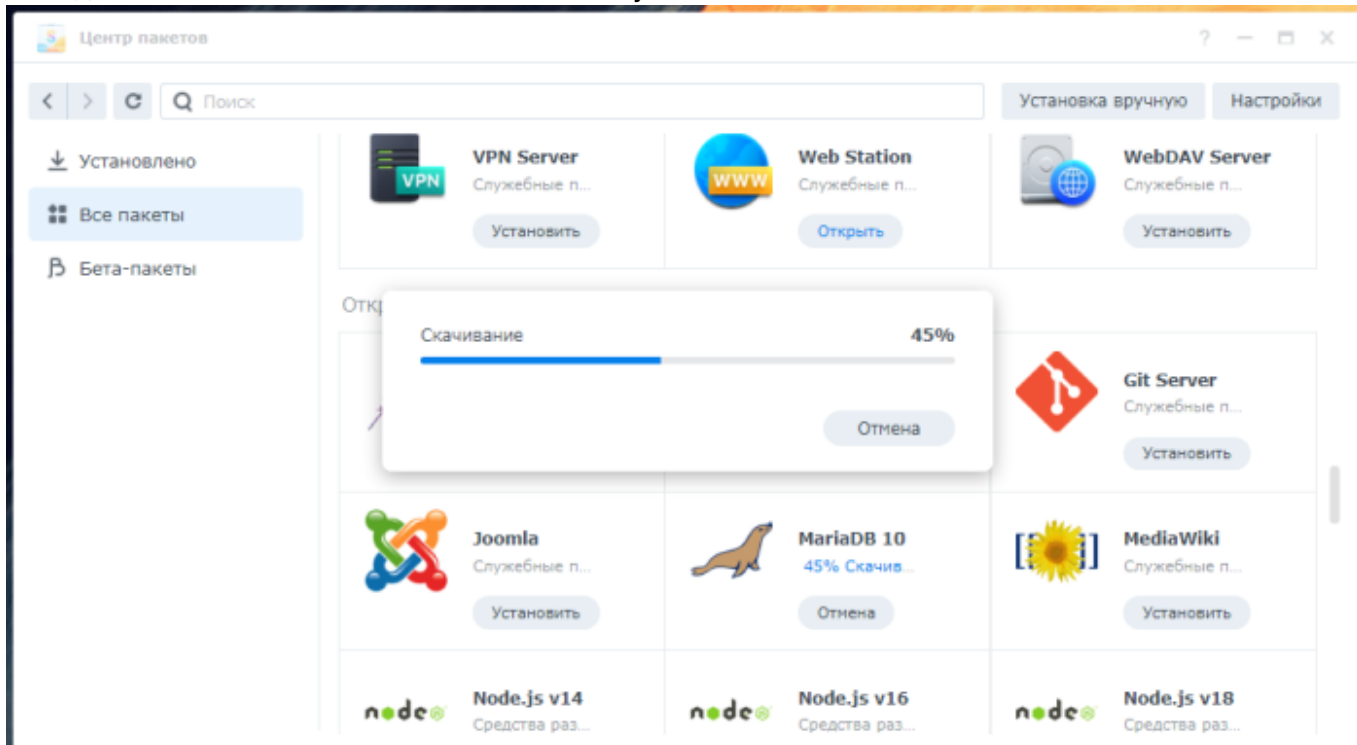 Центр пакетов
Поиск
Установка вручную
Настройки
Установлено
Все пакеты
Бета-пакеты
VPN
VPN Server
Служебные п...
Установить
WWW
Web Station
Служебные п...
Открыть
WebDAV Server
Служебные п...
Установить
Скачивание
45%
Отмена
Git Server
Служебные п...
Установить
Joomla
Служебные п...
Установить
MariaDB 10
45% Скачив...
Отмена
MediaWiki
Служебные п...
Установить
node
Node.js v14
Средства раз...
node
Node.js v16
Средства раз...
node
Node.js v18
Средства раз...